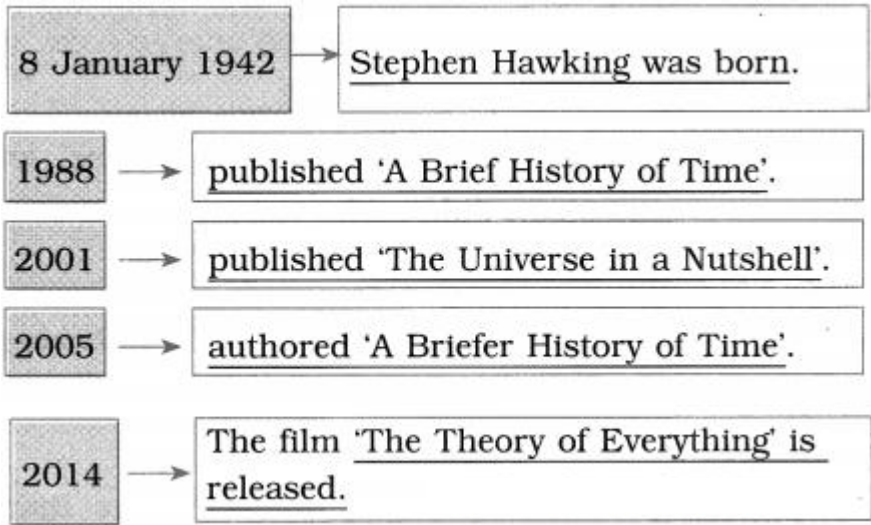 8 January 1942 Stephen Hawking was born.
1988 published ‘A Brief History of Time’.
2001 published ‘The Universe in a Nutshell’.
2005 authored ‘A Briefer History of Time’.
2014 The film ‘The Theory of Everything’ is
released.